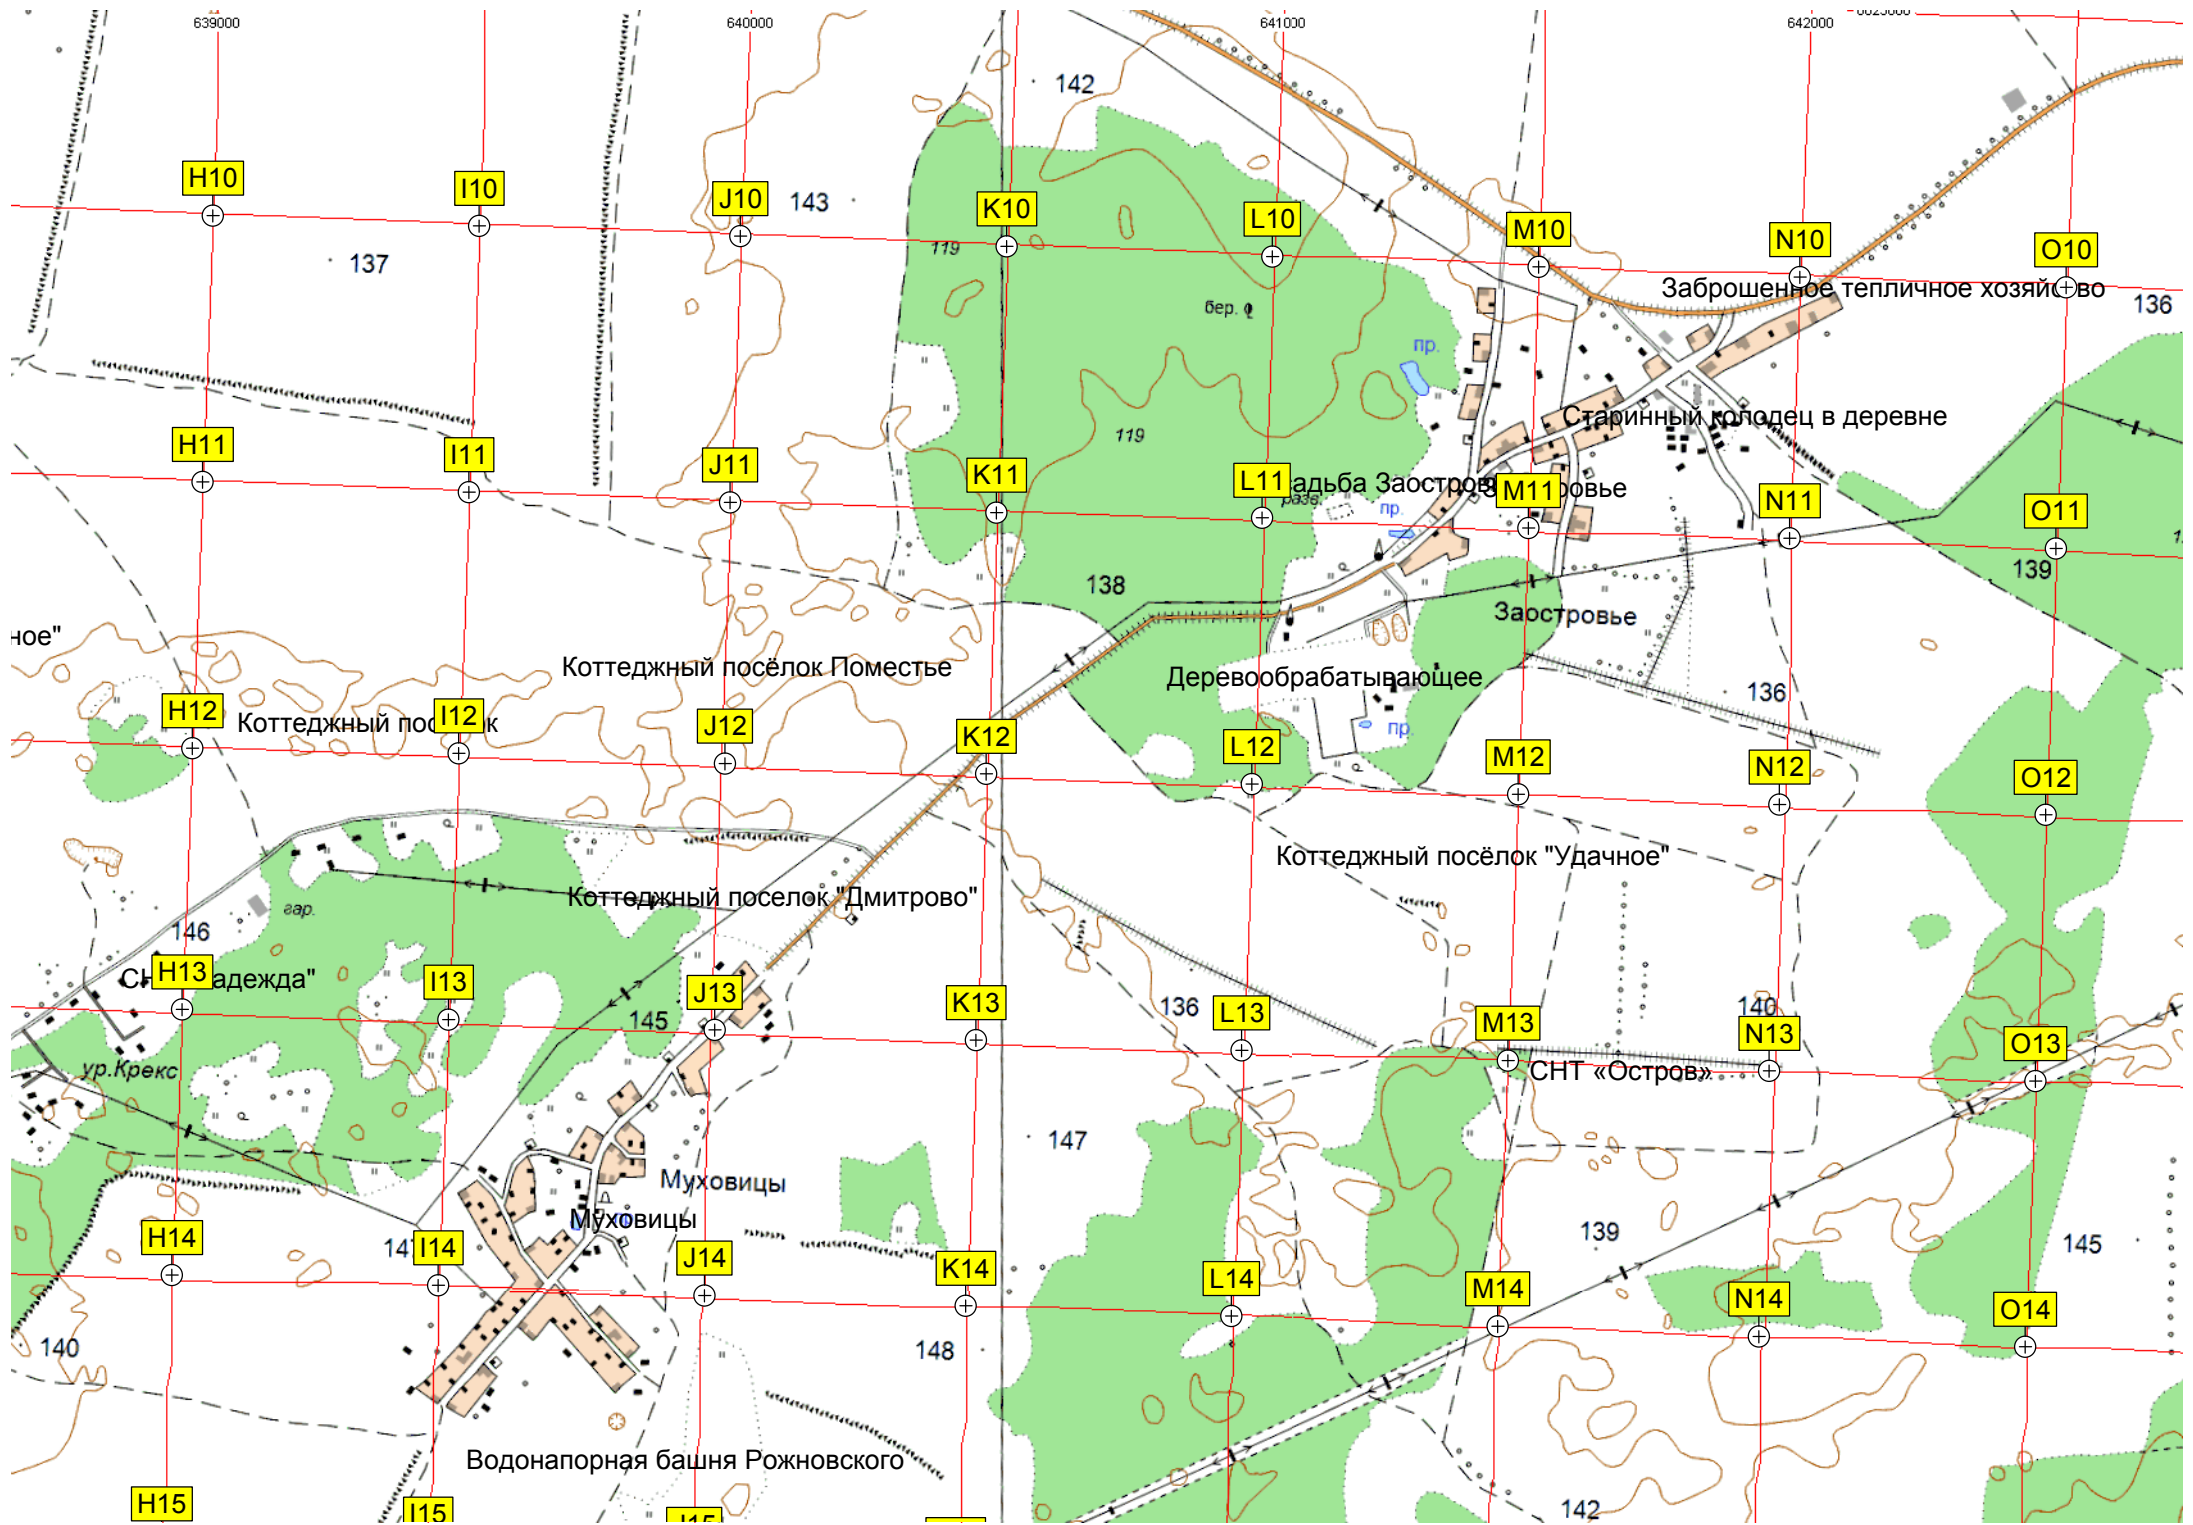 639000
640000
641000
642000
142
H10
I10
J10
143
K10
L10
M10
N10
O10
119
137
бер.
Заброшенное тепличное хозяйство
136
пр.
119
Старинный колодец в деревне
H11
I11
J11
K11
L11
M11
N11
O11
пр.
138
139
Заостровье
ное"
Коттеджный посёлок Поместье
Деревообрабатывающее
136
H12
Коттеджный
I12
J12
K12
L12
пр.
M12
N12
O12
Коттеджный посёлок "Удачное"
Коттеджный поселок "Дмитрово"
гар.
146
H13
I13
J13
K13
L13
M13
N13
O13
145
136
140
ур.Крекс
СНТ «Остров»
147
Муховицы
Муховицы
H14
I14
J14
K14
L14
M14
N14
O14
139
145
140
148
Водонапорная башня Рожновского
H15
I15
J15
142